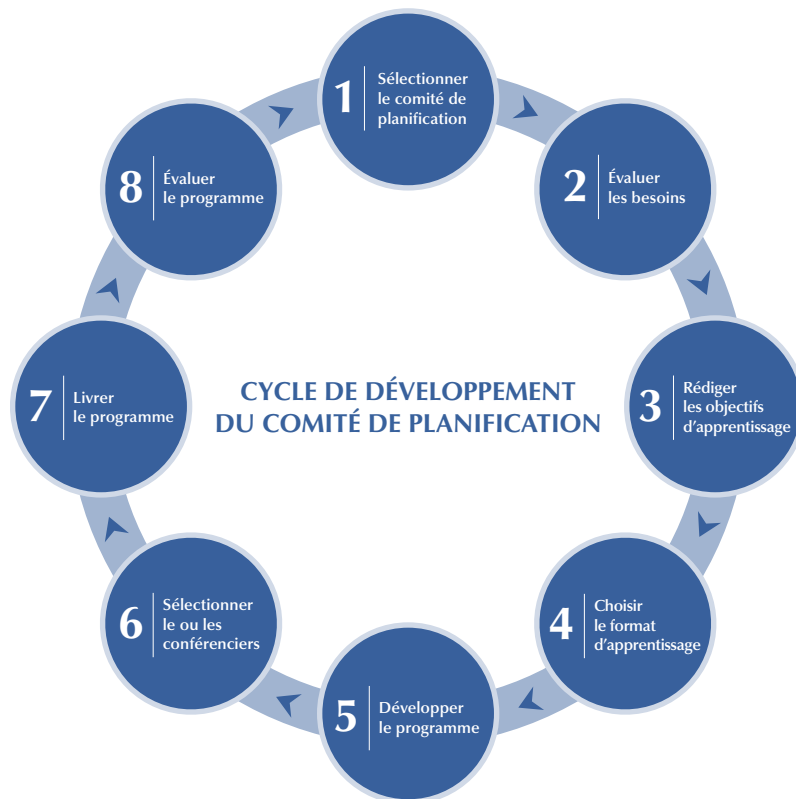 1
Sélectionner
le comité de
planification
2
Évaluer
les besoins
3
Rédiger
les objectifs
d'apprentissage
4
Choisir
le format
d'apprentissage
5
Développer
le programme
6
Sélectionner
le ou les
conférenciers
7
Livrer
le programme
8
Évaluer
le programme
CYCLE DE DÉVELOPPEMENT
DU COMITÉ DE PLANIFICATION